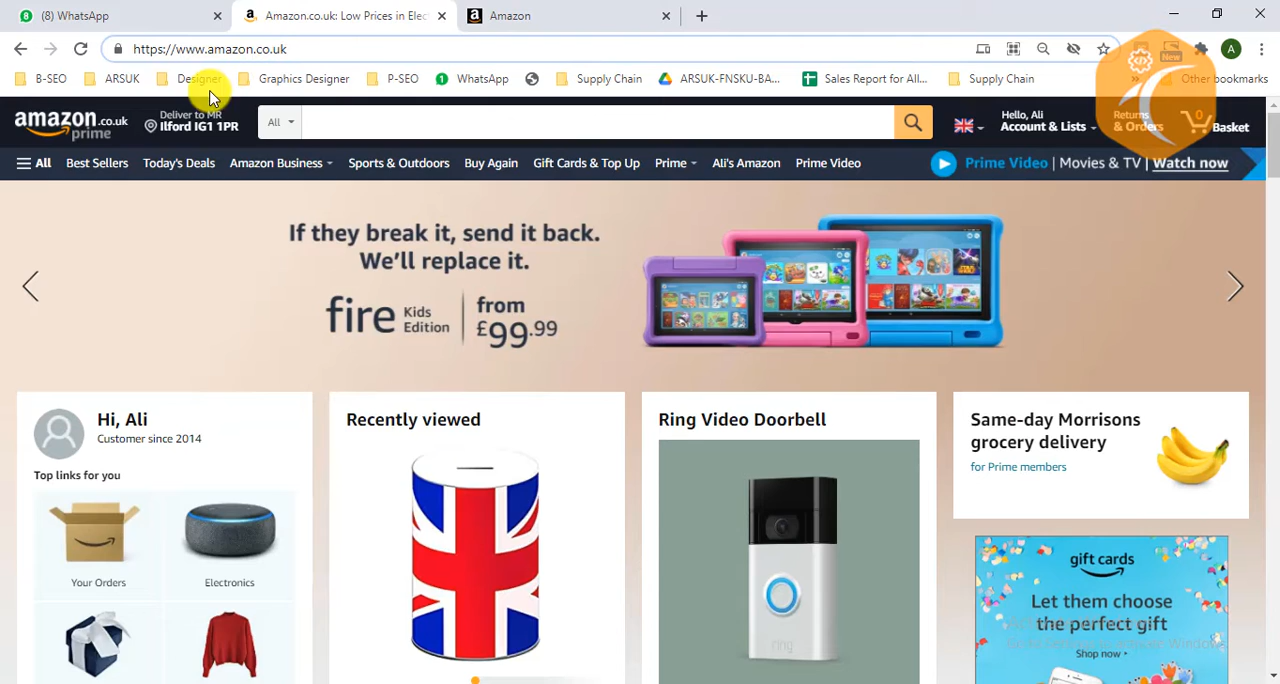 8 (8) WhatsApp
Amazon.co.uk: Low Prices in Elec
Amazon
https://www.amazon.co.uk
A
B-SEO
ARSUK
Designer
Graphics Designer
P-SEO
1 WhatsApp
Supply Chain
ARSUK-FNSKU-BA...
Sales Report for All...
Supply Chain
New
»
Other bookmarks
amazon.co.uk
prime
Deliver to MR
Ilford IG1 1PR
All
Hello, Ali
Account & Lists
Returns
& Orders
0
Basket
All
Best Sellers
Today's Deals
Amazon Business
Sports & Outdoors
Buy Again
Gift Cards & Top Up
Prime
Ali's Amazon
Prime Video
Prime Video | Movies & TV | Watch now
If they break it, send it back.
We'll replace it.
fire Kids
Edition
from
£99.99
Hi, Ali
Customer since 2014
Top links for you
Your Orders
Electronics
Recently viewed
Ring Video Doorbell
ring
Same-day Morrisons
grocery delivery
for Prime members
gift cards
Let them choose
the perfect gift
Shop now